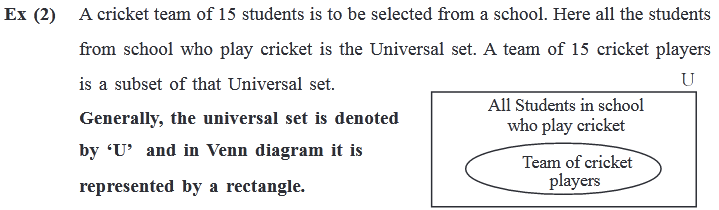 Ex (2) A cricket team of 15 students is to be selected from a school. Here all the students
from school who play cricket is the Universal set. A team of 15 cricket players
is a subset of that Universal set.
Generally, the universal set is denoted
by ‘U’ and in Venn diagram it is
represented by a rectangle.
U
All Students in school
who play cricket
Team of cricket
players